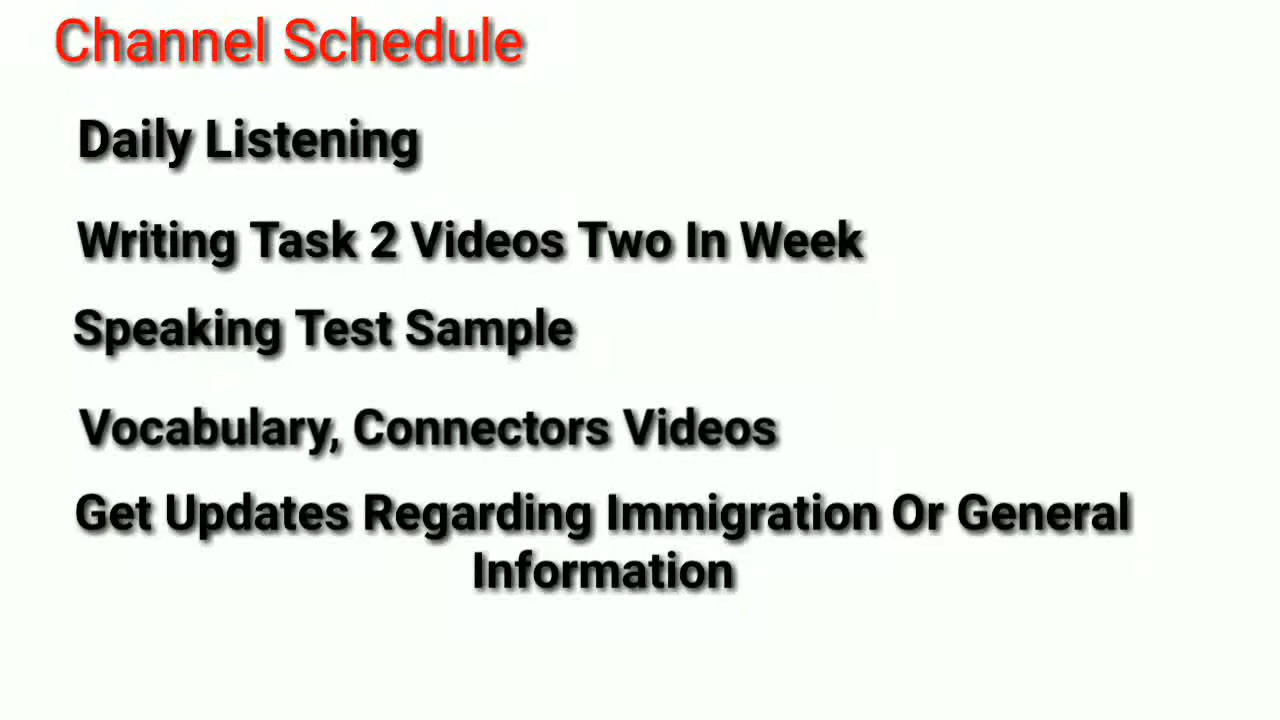 Channel Schedule
Daily Listening
Writing Task 2 Videos Two In Week
Speaking Test Sample
Vocabulary, Connectors Videos
Get Updates Regarding Immigration Or General
Information